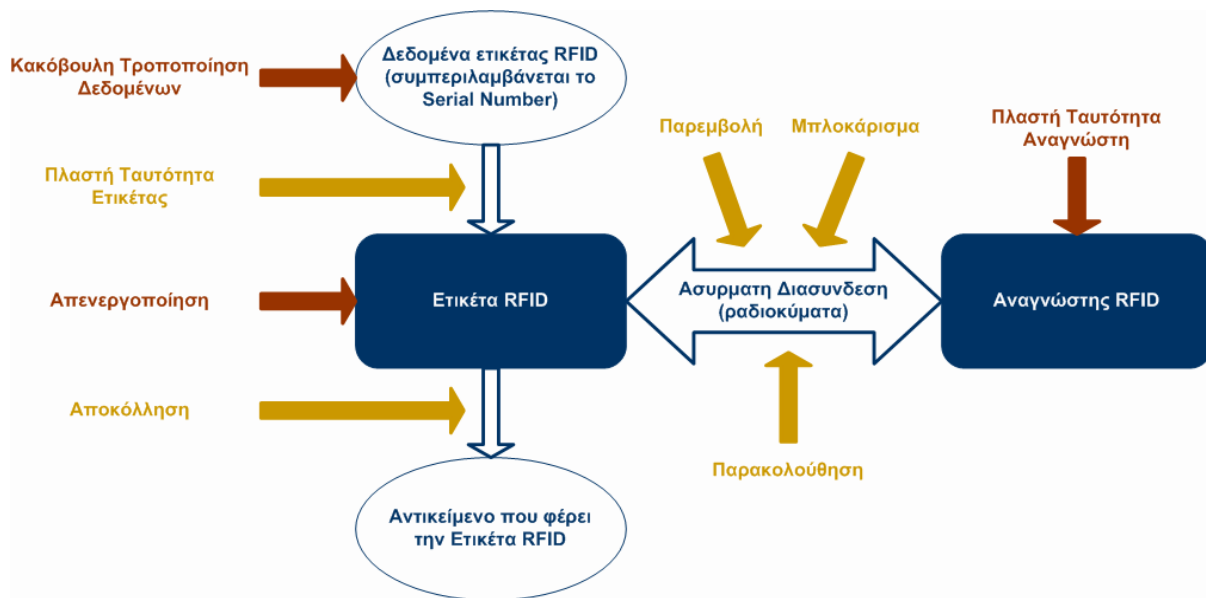 Κακόβουλη Τροποποίηση
Δεδομένων
Δεδομένα ετικέτας RFID
(συμπεριλαμβάνεται το
Serial Number)
Πλαστή Ταυτότητα
Ετικέτας
Παρεμβολή
Μπλοκάρισμα
Πλαστή Ταυτότητα
Αναγνώστη
Απενεργοποίηση
Ετικέτα RFID
Ασυρματη Διασυνδεση
(ραδιοκύματα)
Αναγνώστης RFID
Αποκόλληση
Παρακολούθηση
Αντικείμενο που φέρει
την Ετικέτα RFID